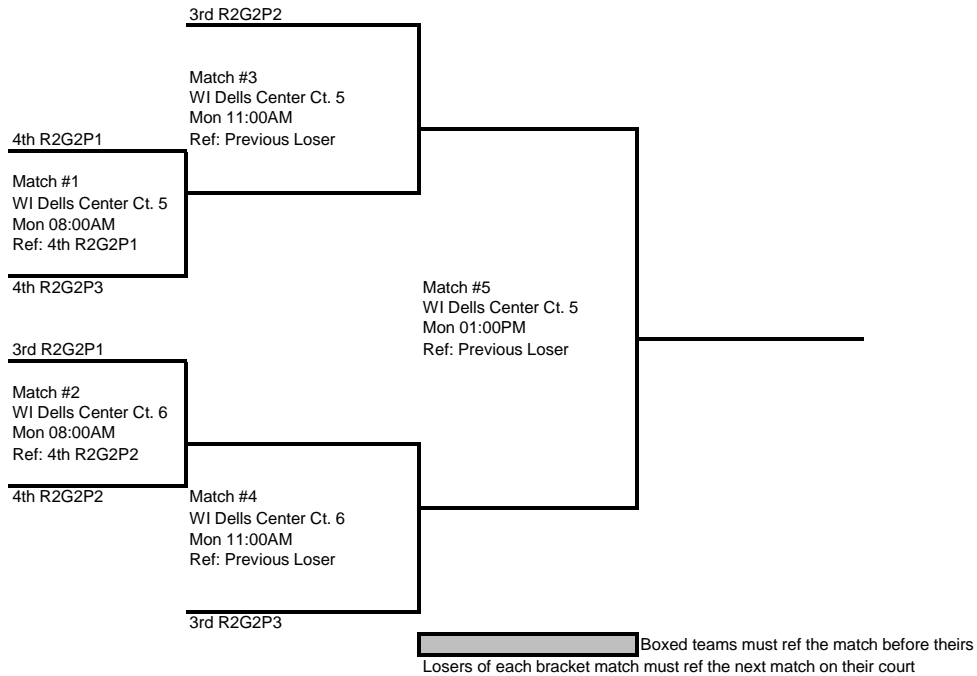 3rd R2G2P2
Match #3
WI Dells Center Ct. 5
Mon 11:00AM
Ref: Previous Loser
4th R2G2P1
Match #1
WI Dells Center Ct. 5
Mon 08:00AM
Ref: 4th R2G2P1
4th R2G2P3
Match #5
WI Dells Center Ct. 5
Mon 01:00PM
Ref: Previous Loser
3rd R2G2P1
Match #2
WI Dells Center Ct. 6
Mon 08:00AM
Ref: 4th R2G2P2
4th R2G2P2
Match #4
WI Dells Center Ct. 6
Mon 11:00AM
Ref: Previous Loser
3rd R2G2P3
Boxed teams must ref the match before theirs
Losers of each bracket match must ref the next match on their court